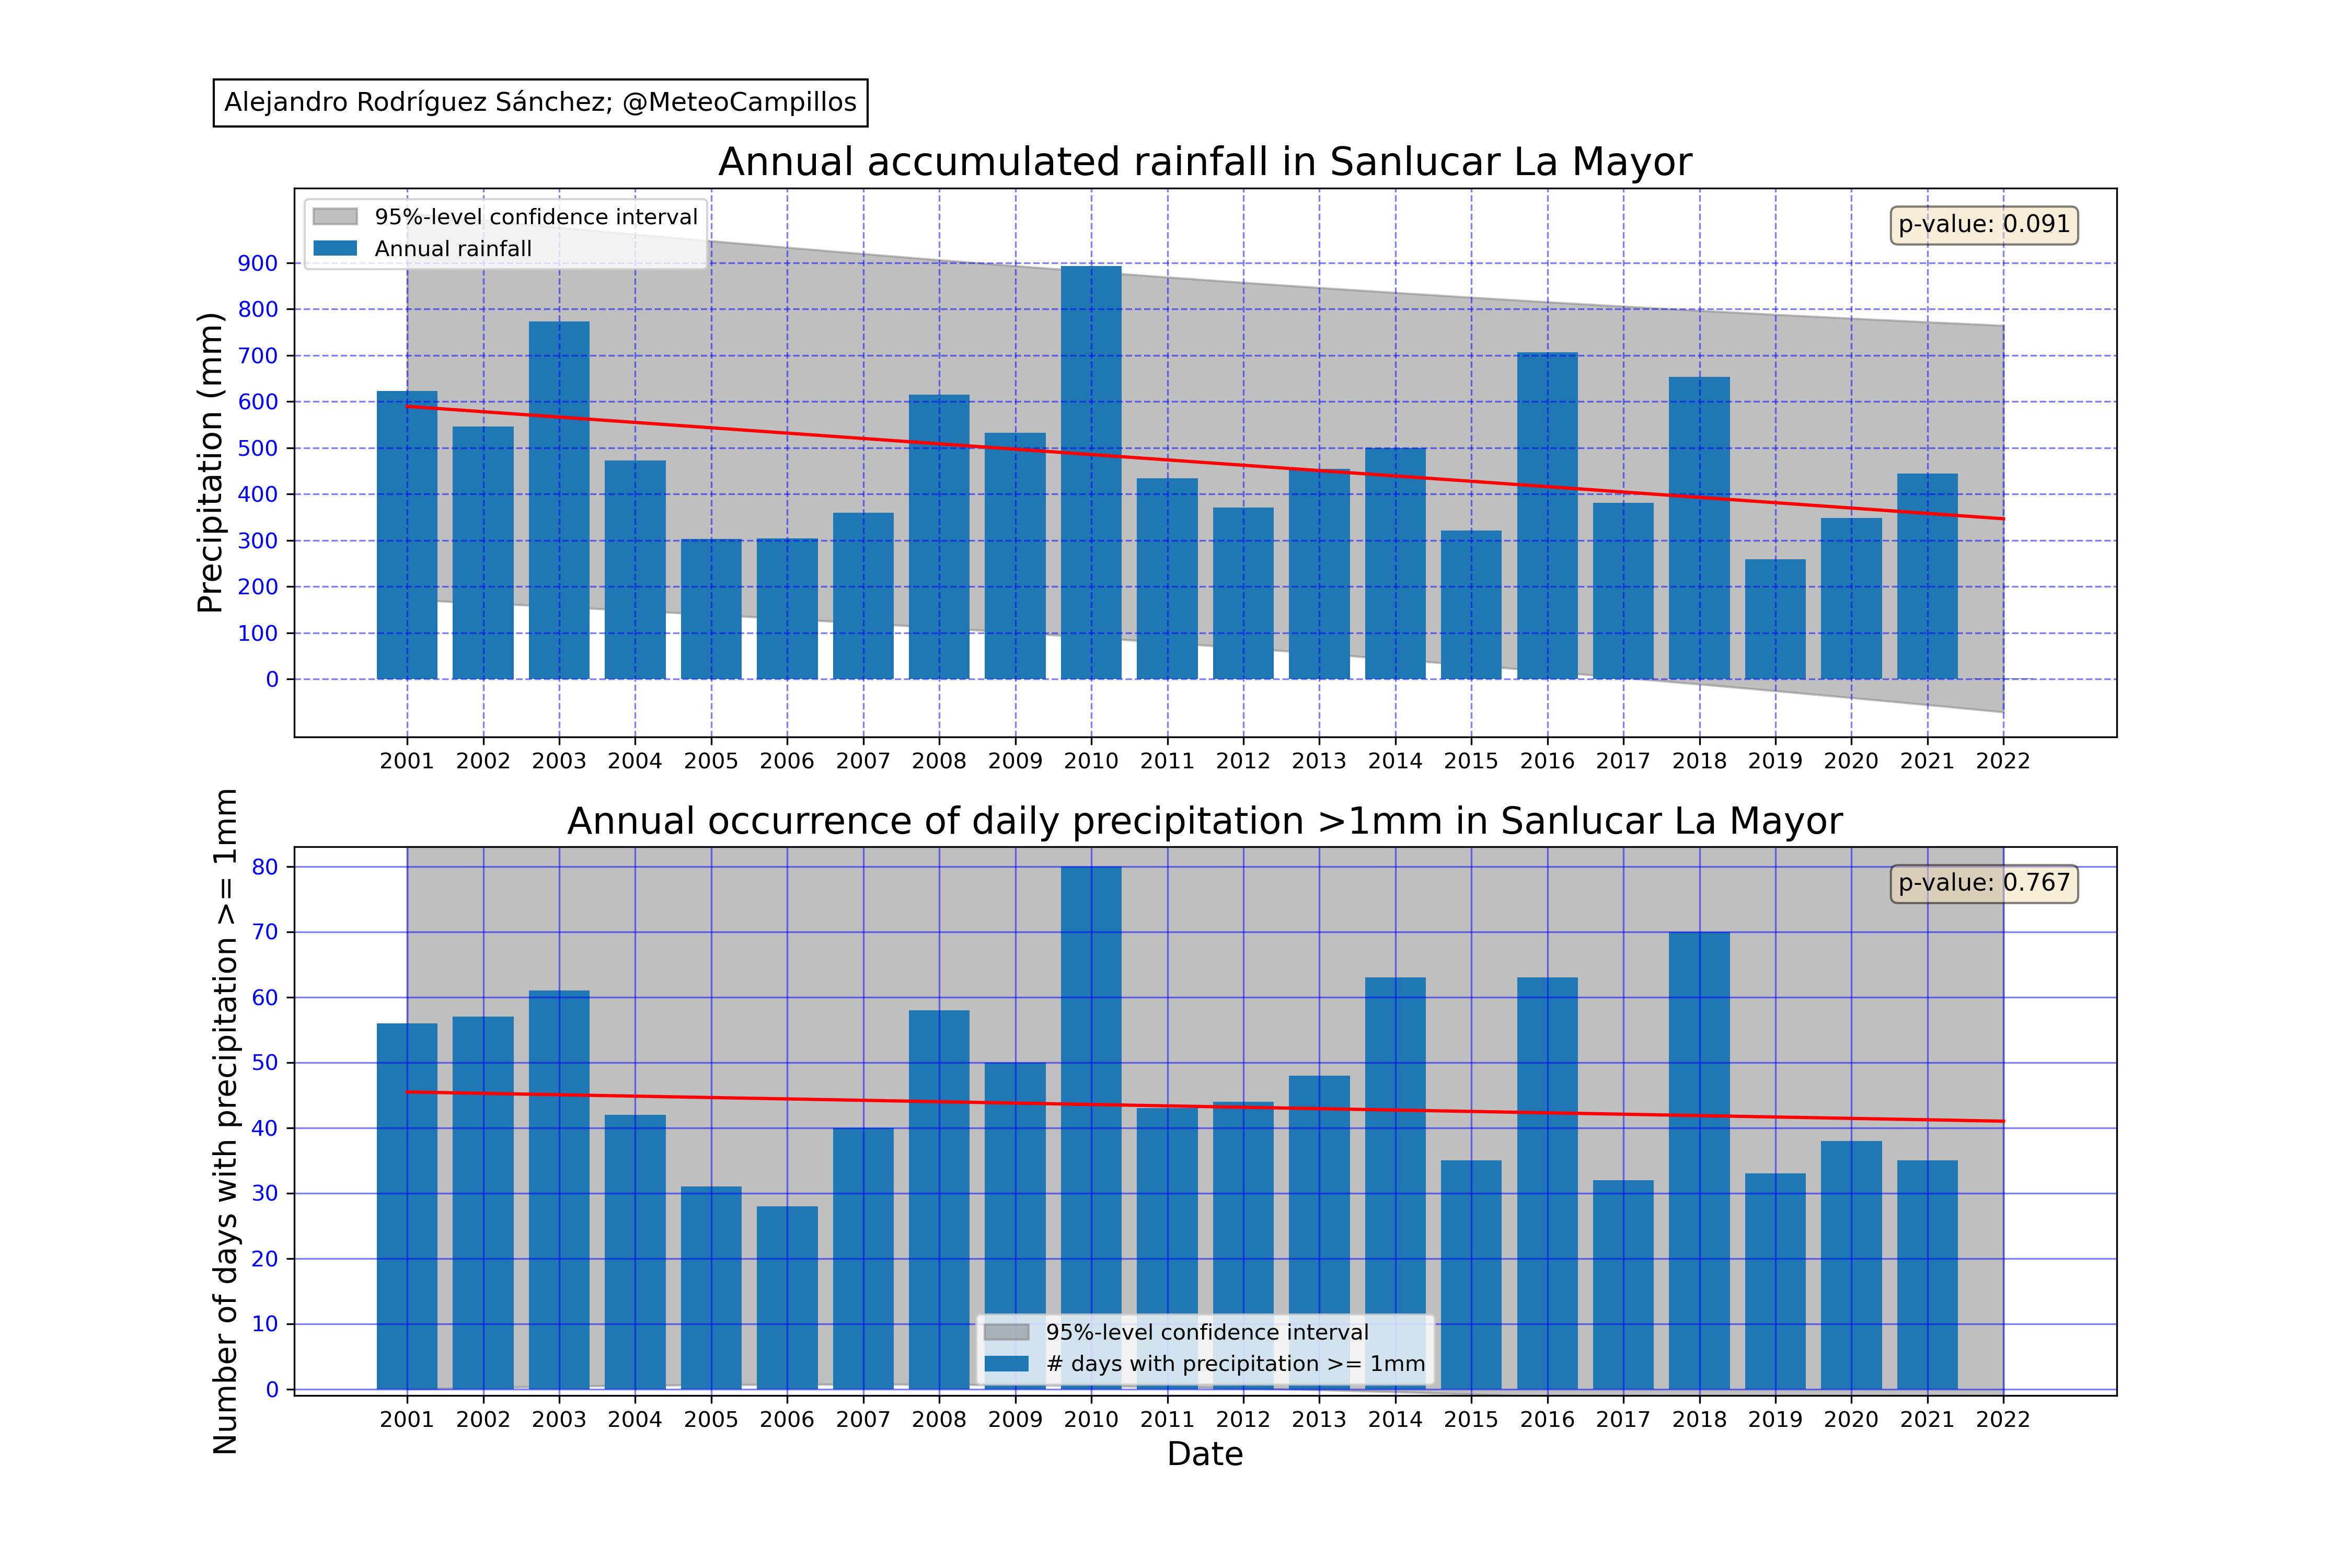 Alejandro Rodríguez Sánchez; @MeteoCampillos
Annual accumulated rainfall in Sanlucar La Mayor
95%-level confidence interval
Annual rainfall
p-value: 0.091
Precipitation (mm)
900
800
700
600
500
400
300
200
100
0
2001 2002 2003 2004 2005 2006 2007 2008 2009 2010 2011 2012 2013 2014 2015 2016 2017 2018 2019 2020 2021 2022
Annual occurrence of daily precipitation >1mm in Sanlucar La Mayor
p-value: 0.767
Number of days with precipitation >= 1mm
80
70
60
50
40
30
20
10
0
95%-level confidence interval
# days with precipitation >= 1mm
2001 2002 2003 2004 2005 2006 2007 2008 2009 2010 2011 2012 2013 2014 2015 2016 2017 2018 2019 2020 2021 2022
Date